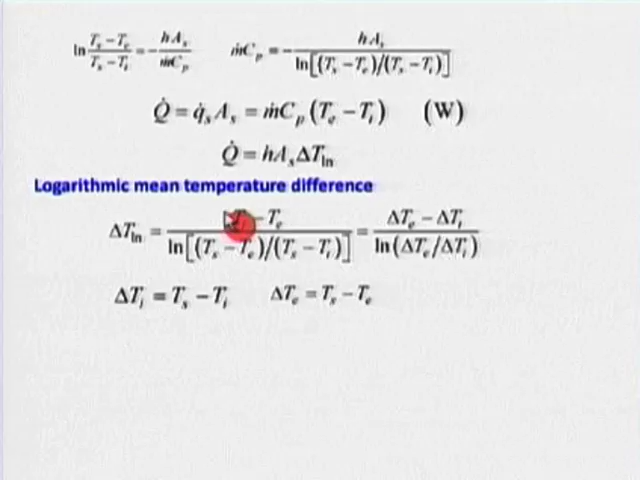 ln (T_s − T_e)/(T_s − T_i) = − hA_s/ṁC_p    ṁC_p = − hA_s/ln[(T_s − T_e)/(T_s − T_i)]
Q̇ = q̇_s A_s = ṁC_p (T_e − T_i)    (W)
Q̇ = hA_s ΔT_ln
Logarithmic mean temperature difference
ΔT_ln = − T_e/ln[(T_s − T_e)/(T_s − T_i)] = (ΔT_e − ΔT_i)/ln(ΔT_e/ΔT_i)
ΔT_i = T_s − T_i    ΔT_e = T_s − T_e